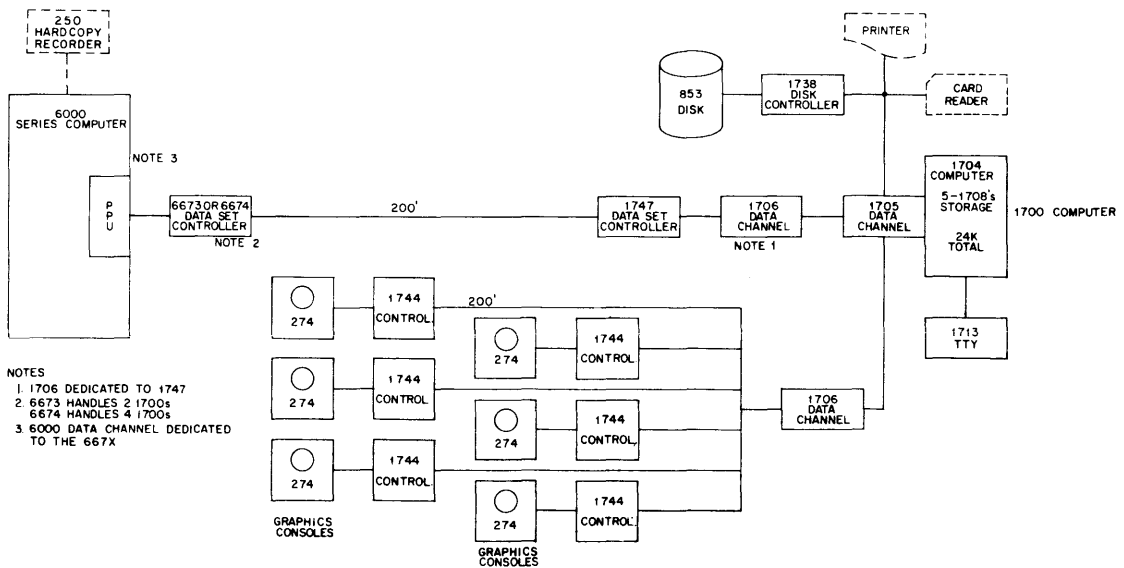 250
HARDCOPY
RECORDER
6000
SERIES COMPUTER
NOTE 3
P
P
U
6673 OR 6674
DATA SET
CONTROLLER
NOTE 2
200'
1747
DATA SET
CONTROLLER
1706
DATA
CHANNEL
NOTE 1
1705
DATA
CHANNEL
853
DISK
1738
DISK
CONTROLLER
PRINTER
CARD
READER
1704
COMPUTER
5-1708's
STORAGE
24K
TOTAL
1700 COMPUTER
1713
TTY
1706
DATA
CHANNEL
274
1744
CONTROL.
200'
274
1744
CONTROL.
274
1744
CONTROL.
274
1744
CONTROL.
274
1744
CONTROL.
274
1744
CONTROL.
GRAPHICS
CONSOLES
GRAPHICS
CONSOLES
NOTES
1. 1706 DEDICATED TO 1747
2. 6673 HANDLES 2 1700s
6674 HANDLES 4 1700s
3. 6000 DATA CHANNEL DEDICATED
TO THE 667X